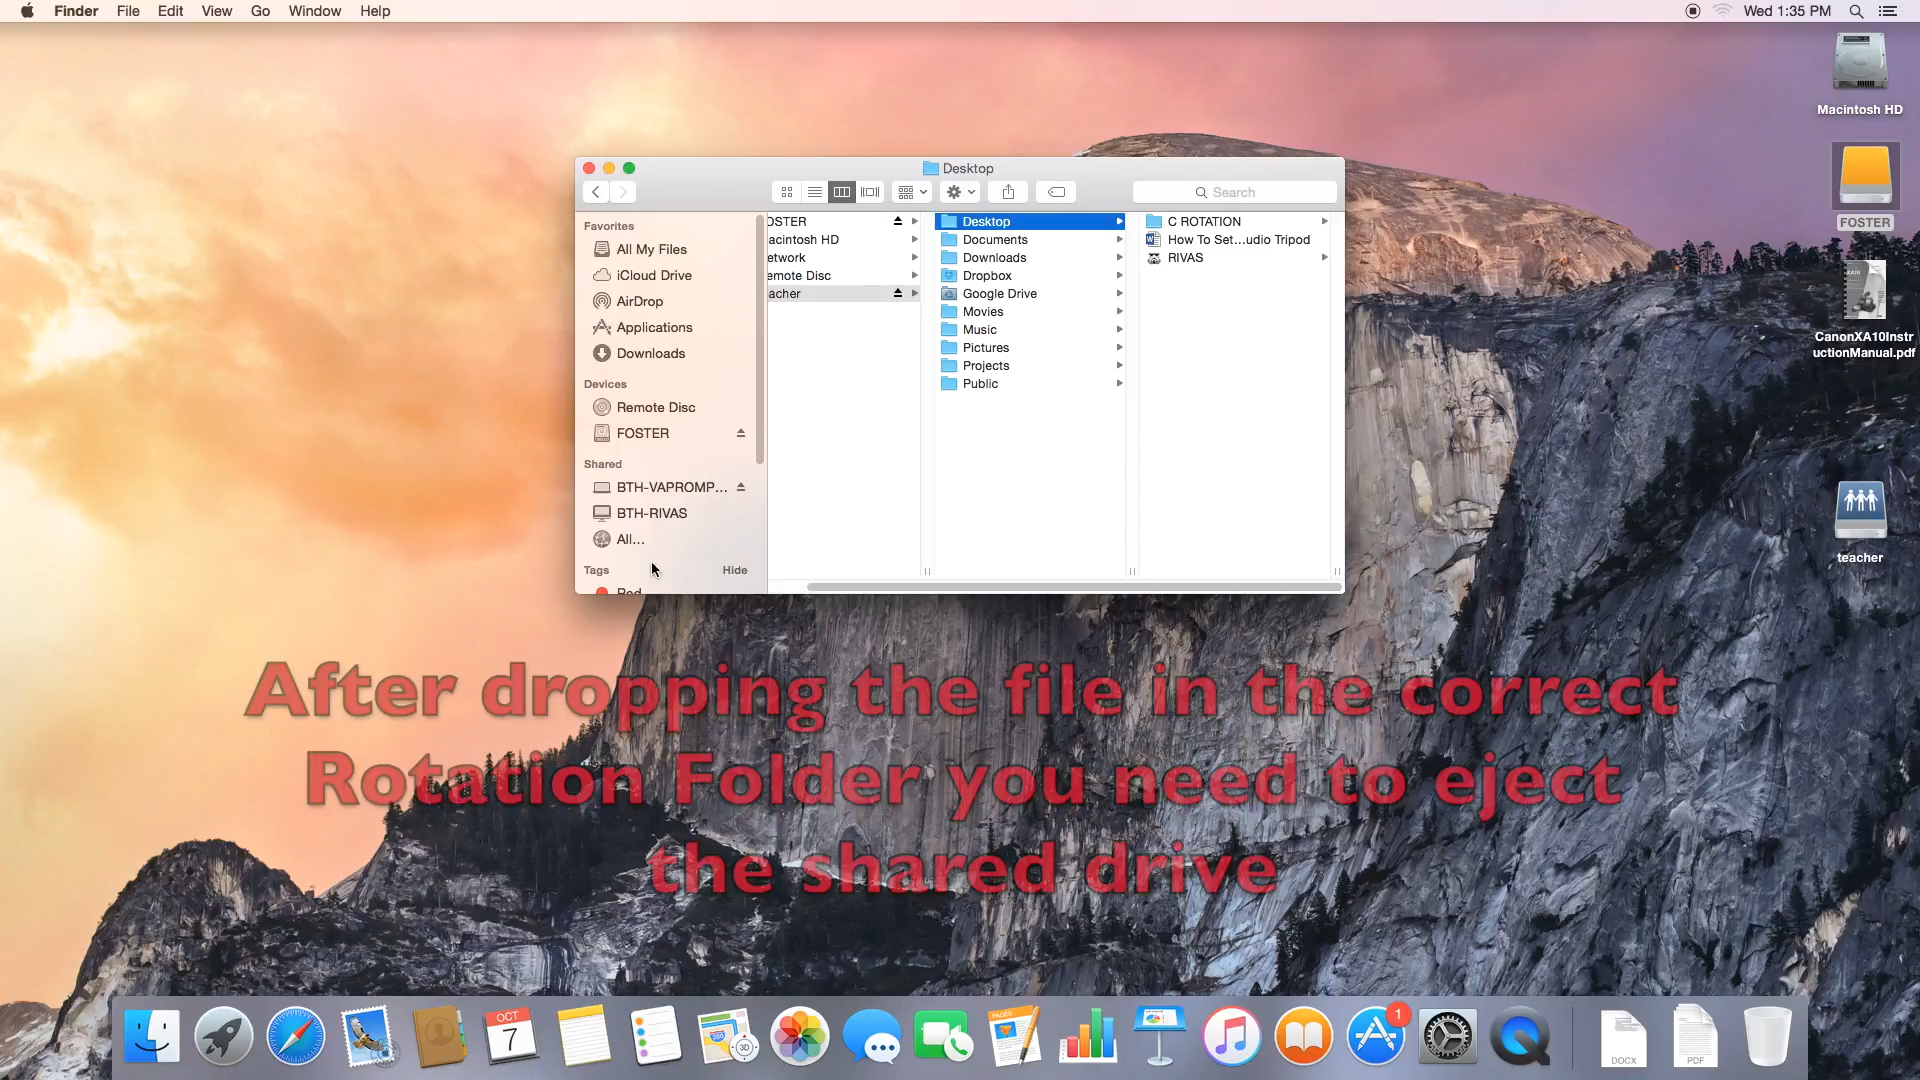 Finder File Edit View Go Window Help
Wed 1:35 PM
Macintosh HD
FOSTER
CanonXA10Instr
uctionManual.pdf
teacher
Desktop
Search
Favorites
All My Files
iCloud Drive
AirDrop
Applications
Downloads
Devices
Remote Disc
FOSTER
Shared
BTH-VAPROMP...
BTH-RIVAS
All...
Tags Hide
Red
OSTER
acintosh HD
etwork
emote Disc
acher
Desktop
Documents
Downloads
Dropbox
Google Drive
Movies
Music
Pictures
Projects
Public
C ROTATION
How To Set...udio Tripod
RIVAS
After dropping the file in the correct
Rotation Folder you need to eject
the shared drive
OCT
7
3D
PAGES
1
DOCX
PDF